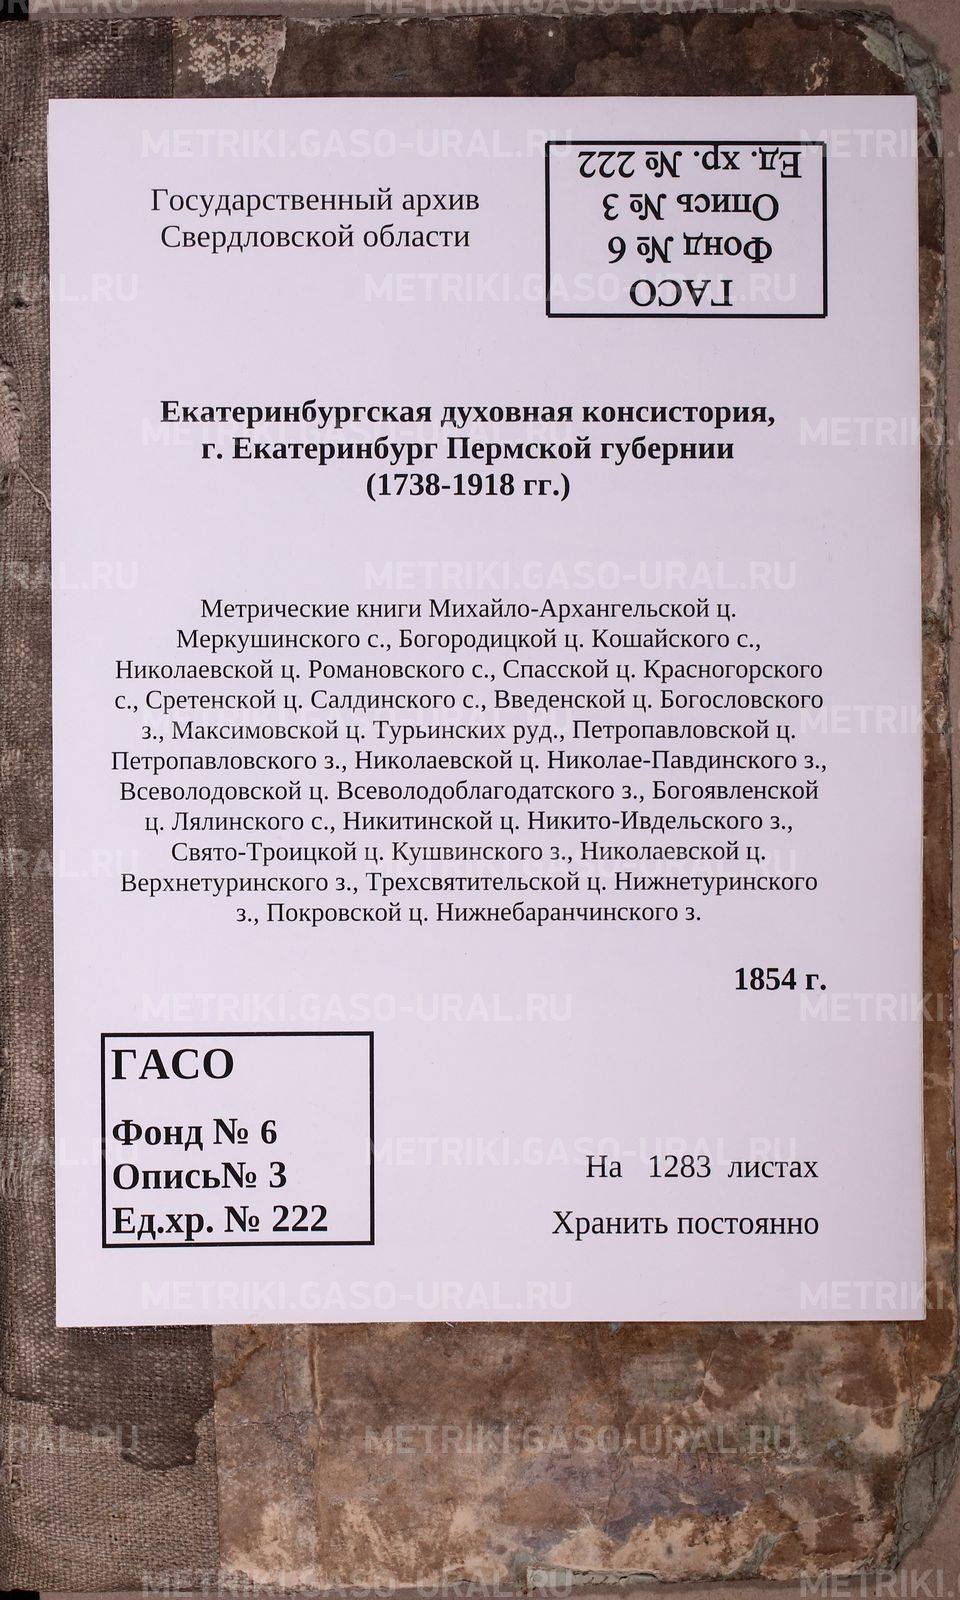 Государственный архив
Свердловской области
ГАСО
Фонд № 6
Опись № 3
Ед. хр. № 222
Екатеринбургская духовная консистория,
г. Екатеринбург Пермской губернии
(1738-1918 гг.)
Метрические книги Михайло-Архангельской ц.
Меркушинского с., Богородицкой ц. Кошайского с.,
Николаевской ц. Романовского с., Спасской ц. Красногорского
с., Сретенской ц. Салдинского с., Введенской ц. Богословского
з., Максимовской ц. Турьинских руд., Петропавловской ц.
Петропавловского з., Николаевской ц. Николае-Павдинского з.,
Всеволодовской ц. Всеволодоблагодатского з., Богоявленской
ц. Лялинского с., Никитинской ц. Никито-Ивдельского з.,
Свято-Троицкой ц. Кушвинского з., Николаевской ц.
Верхнетуринского з., Трехсвятительской ц. Нижнетуринского
з., Покровской ц. Нижнебаранчинского з.
1854 г.
ГАСО
Фонд № 6
Опись№ 3
Ед.хр. № 222
На 1283 листах
Хранить постоянно
METRIKI.GASO-URAL.RU